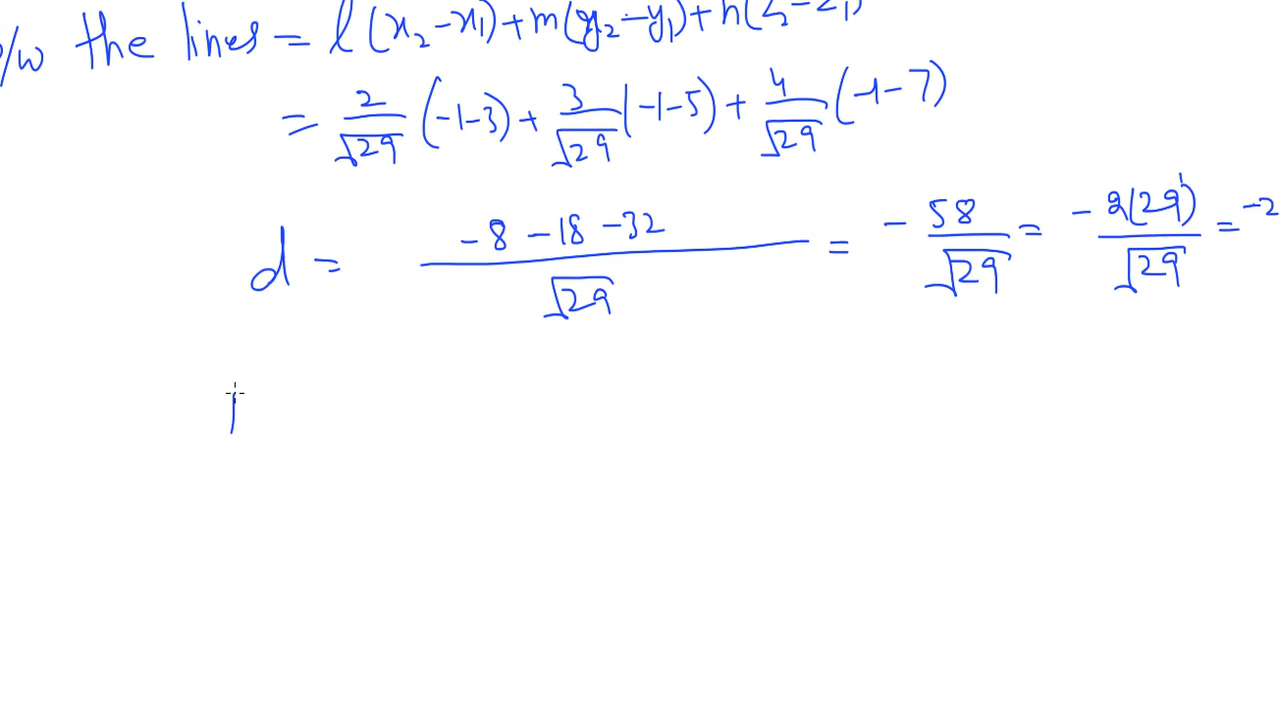 b/w the lines = l(x₂-x₁)+m(y₂-y₁)+n(z₂-z₁)
= 2/√29 (-1-3) + 3/√29 (-1-5) + 4/√29 (-1-7)
d = (-8-18-32)/√29 = -58/√29 = -2(29)/√29 = -2